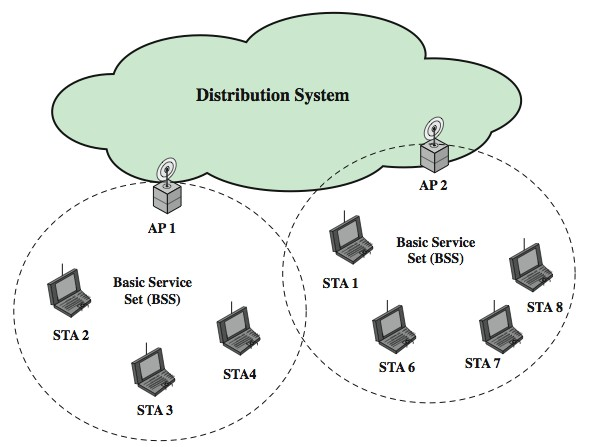 Distribution System
AP 2
AP 1
Basic Service
Set (BSS)
STA 1
STA 8
Basic Service
Set (BSS)
STA 2
STA 6
STA 7
STA4
STA 3